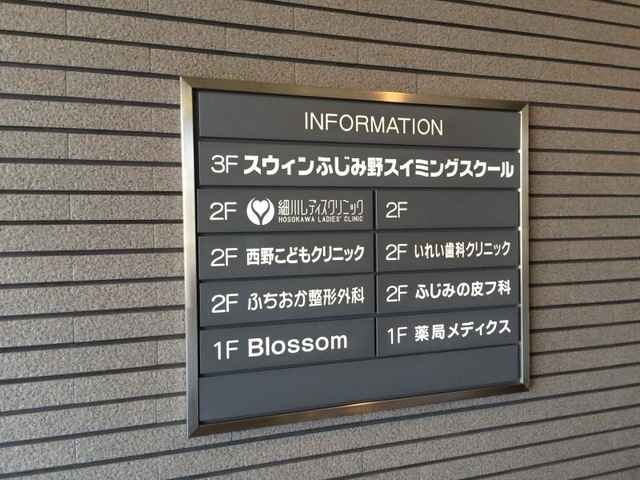 INFORMATION
3F スウィンふじみ野スイミングスクール
2F 細川レディスクリニック
HOSOKAWA LADIES' CLINIC
2F
2F 西野こどもクリニック
2F いれい歯科クリニック
2F ふちおか整形外科
2F ふじみの皮フ科
1F Blossom
1F 薬局メディクス